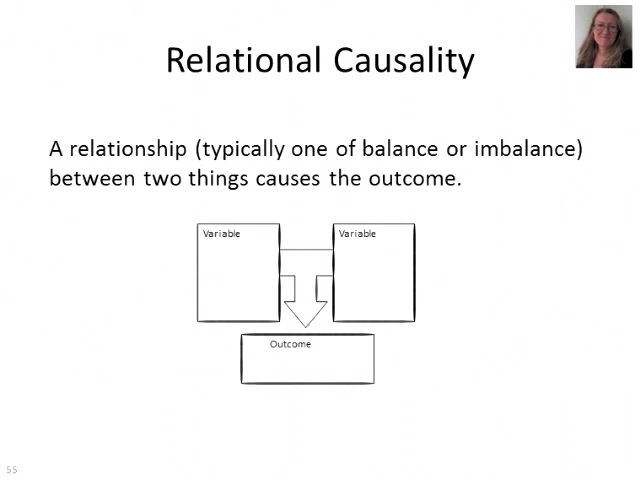 Relational Causality
A relationship (typically one of balance or imbalance)
between two things causes the outcome.
Variable
Variable
Outcome
55